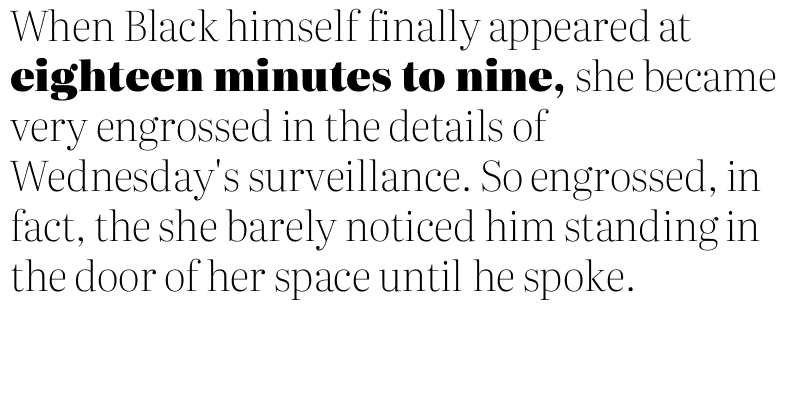 When Black himself finally appeared at
eighteen minutes to nine, she became
very engrossed in the details of
Wednesday's surveillance. So engrossed, in
fact, the she barely noticed him standing in
the door of her space until he spoke.